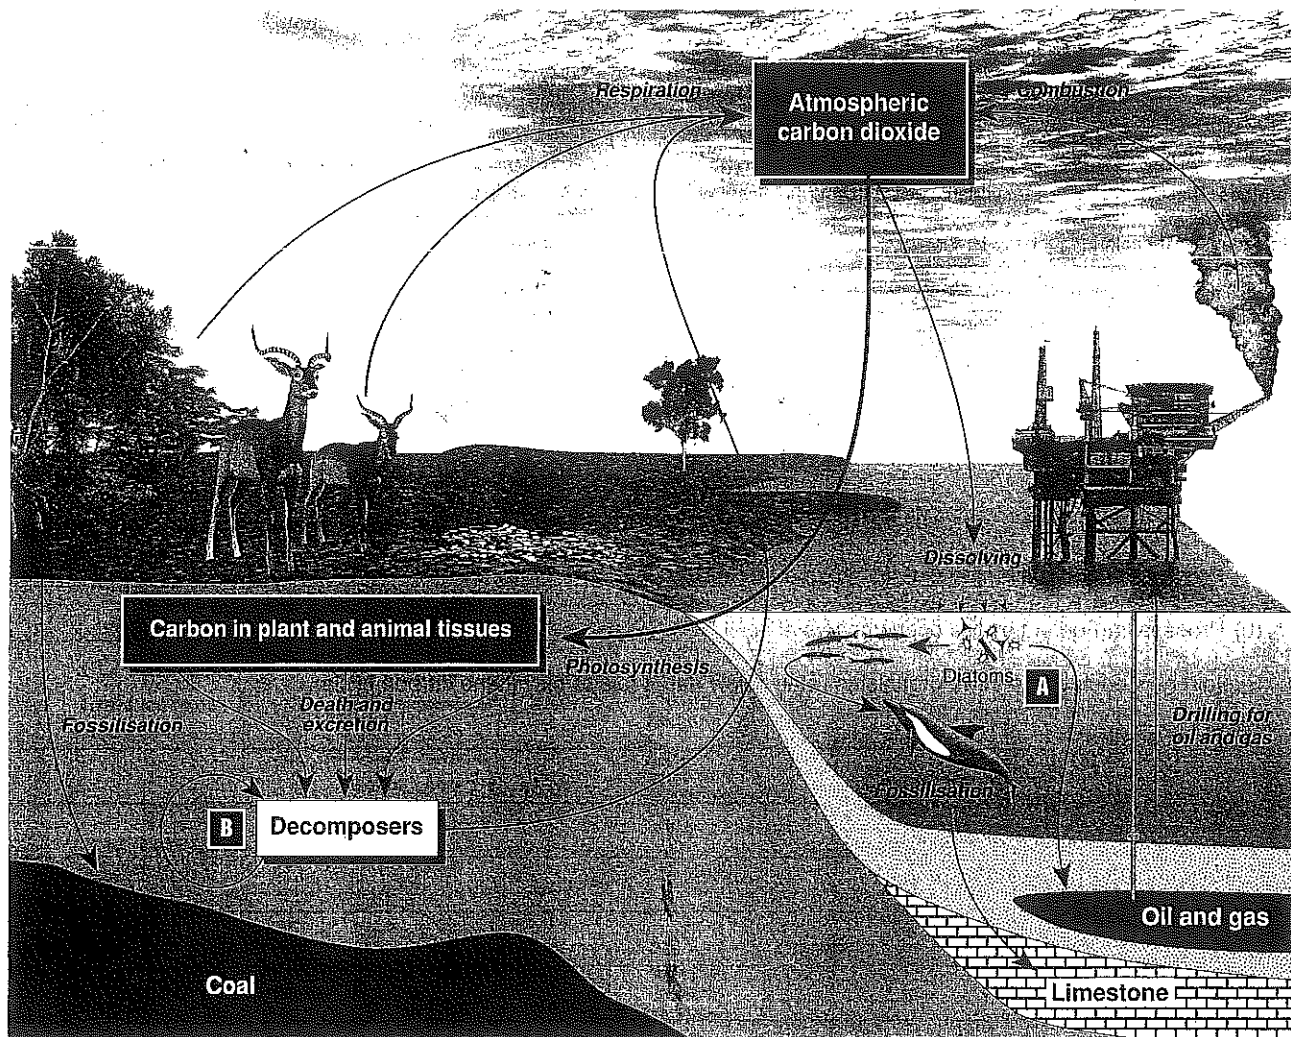 Respiration
Atmospheric
carbon dioxide
Combustion
Dissolving
Carbon in plant and animal tissues
Photosynthesis
Diatoms
A
Fossilisation
Death and
excretion
Drilling for
oil and gas
Fossilisation
B
Decomposers
Oil and gas
Coal
Limestone